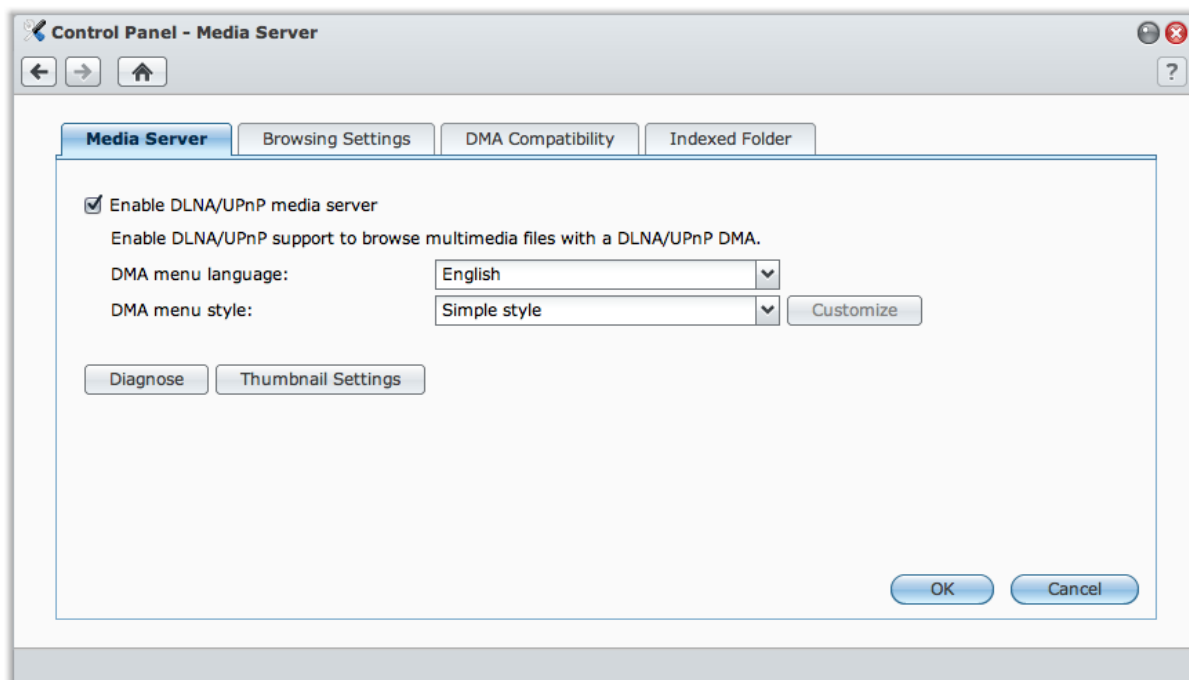 Control Panel - Media Server
?
Media Server Browsing Settings DMA Compatibility Indexed Folder
Enable DLNA/UPnP media server
Enable DLNA/UPnP support to browse multimedia files with a DLNA/UPnP DMA.
DMA menu language: English
DMA menu style: Simple style Customize
Diagnose Thumbnail Settings
OK Cancel